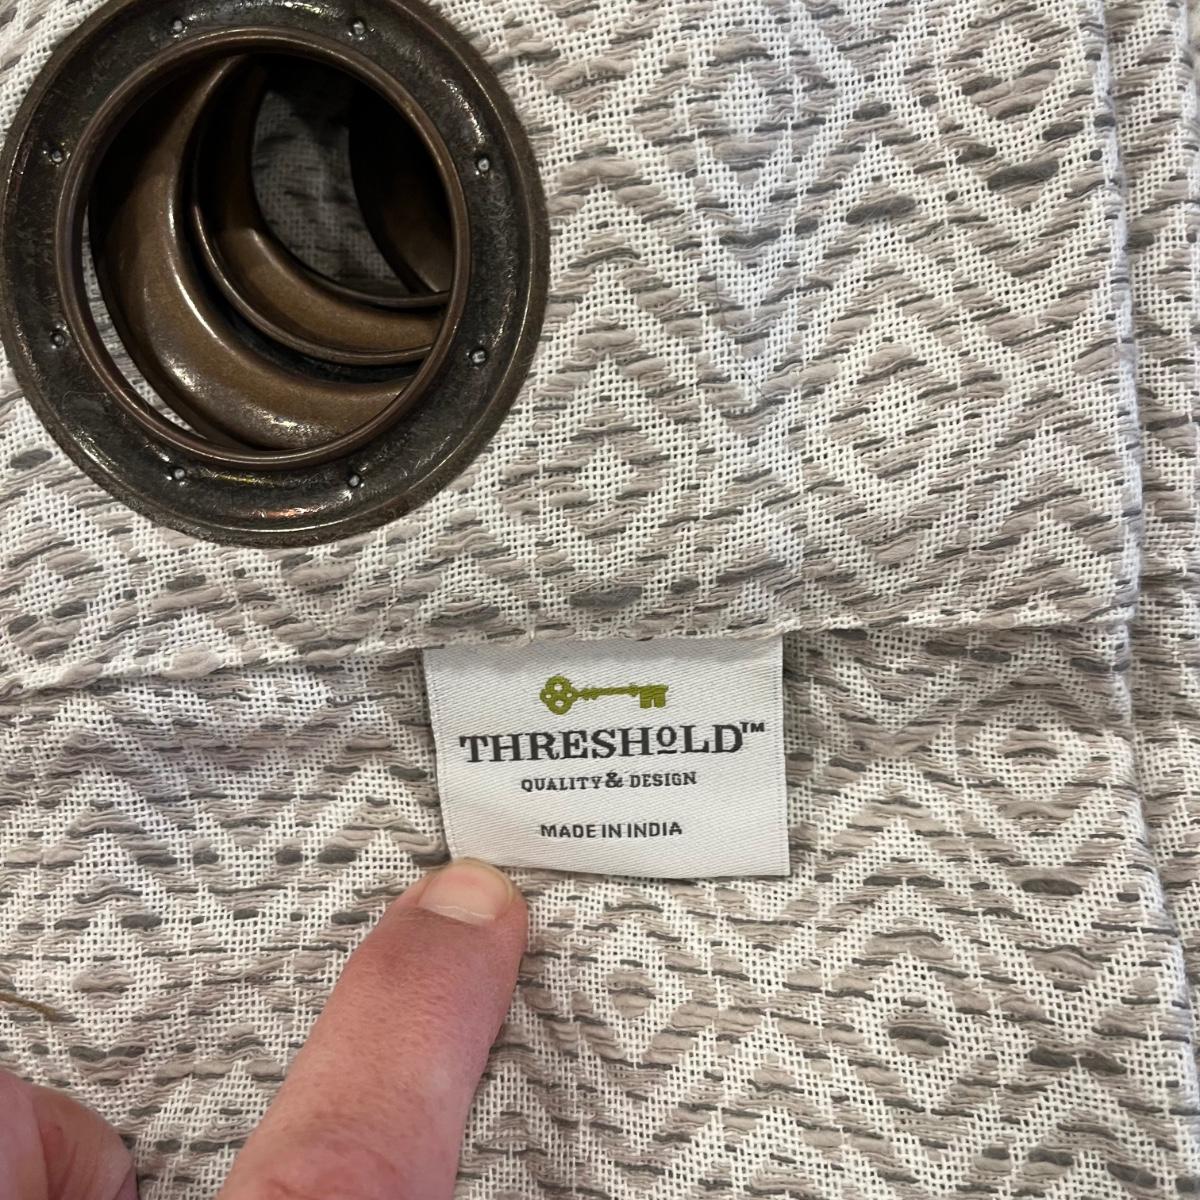 THRESHOLD™
QUALITY & DESIGN
MADE IN INDIA